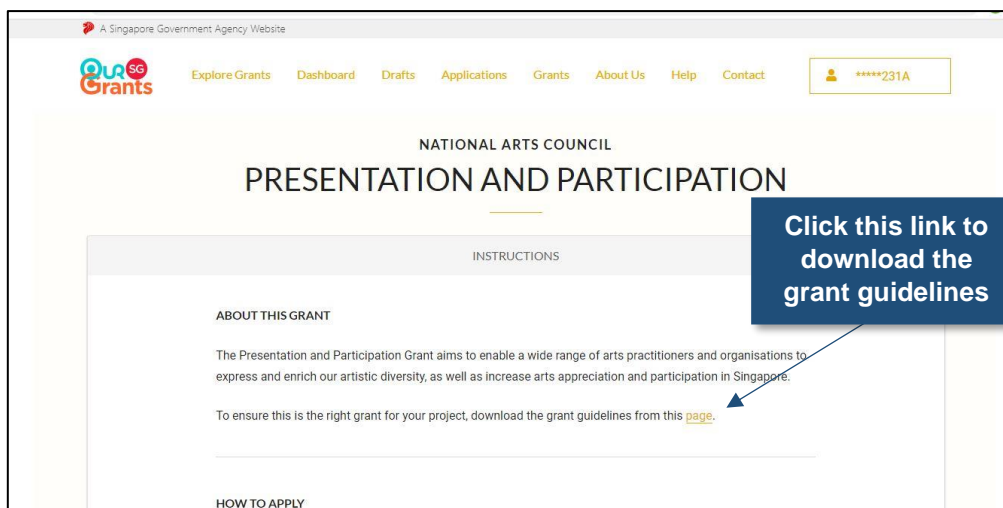 A Singapore Government Agency Website
OUR SG
Grants
Explore Grants Dashboard Drafts Applications Grants About Us Help Contact *****231A
NATIONAL ARTS COUNCIL
PRESENTATION AND PARTICIPATION
Click this link to
download the
grant guidelines
INSTRUCTIONS
ABOUT THIS GRANT
The Presentation and Participation Grant aims to enable a wide range of arts practitioners and organisations to
express and enrich our artistic diversity, as well as increase arts appreciation and participation in Singapore.
To ensure this is the right grant for your project, download the grant guidelines from this page.
HOW TO APPLY